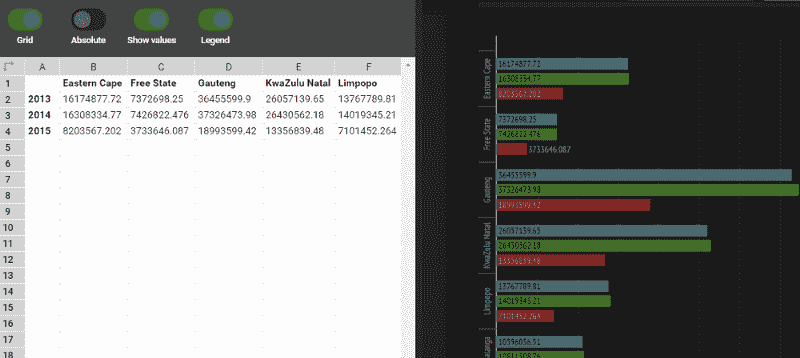 Grid Absolute Show values Legend
A B C D E F
1 Eastern Cape Free State Gauteng KwaZulu Natal Limpopo
2 2013 16174877.72 7372698.25 36455599.9 26057139.65 13767789.81
3 2014 16308334.77 7426822.476 37326473.98 26430562.18 14019345.21
4 2015 8203567.202 3733646.087 18993599.42 13356839.48 7101452.264
5
6
7
8
9
10
11
12
13
14
15
16
17
18
Eastern Cape
16174877.72
16308334.77
8203567.202
Free State
7372698.25
7426822.476
3733646.087
Gauteng
36455599.9
37326473.98
18993599.42
KwaZulu Natal
26057139.65
26430562.18
13356839.48
Limpopo
13767789.81
14019345.21
7101452.264